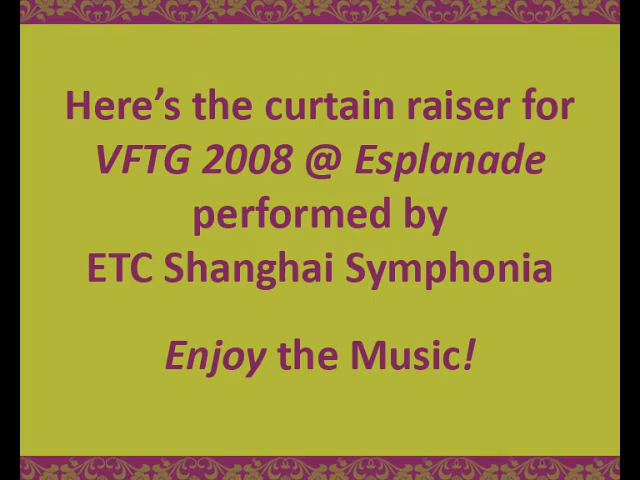 Here’s the curtain raiser for
VFTG 2008 @ Esplanade
performed by
ETC Shanghai Symphonia
Enjoy the Music!